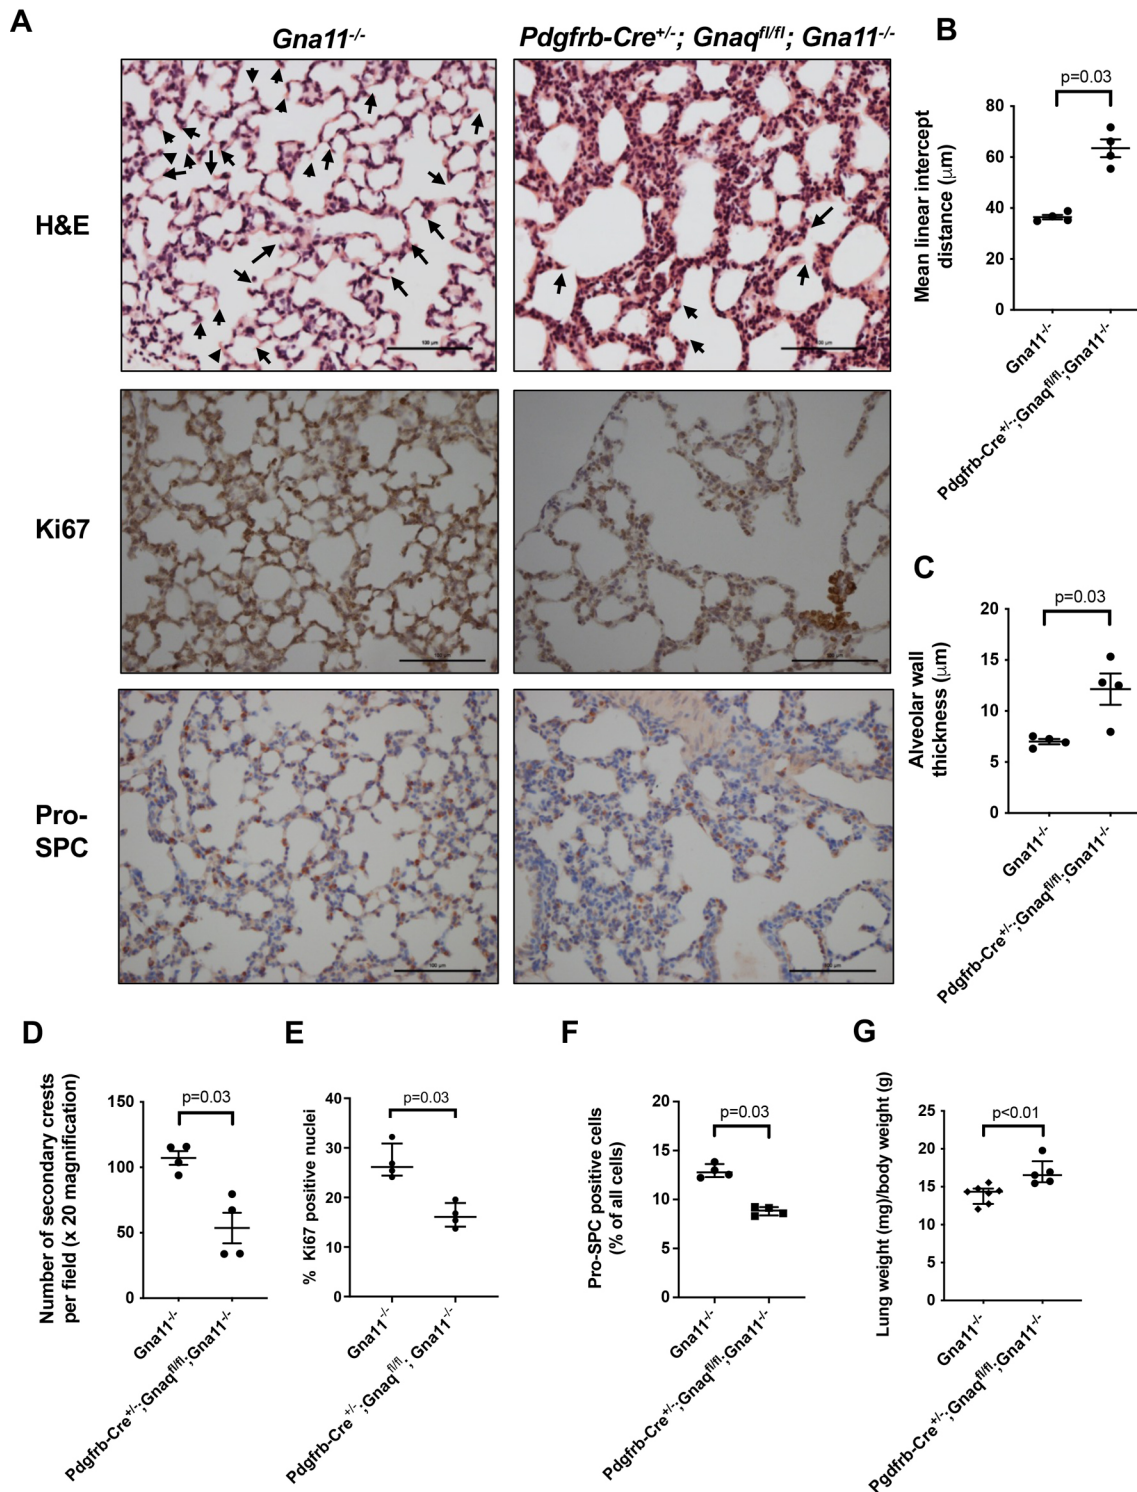 A
Gna11-/-
Pdgfrb-Cre+/-; Gnaqfl/fl; Gna11-/-
H&E
100 µm
100 µm
Ki67
Pro-
SPC
100 µm
B
p=0.03
Mean linear intercept
distance (µm)
80
60
40
20
0
Gna11-/-
Pdgfrb-Cre+/-;Gnaqfl/fl;Gna11-/-
C
p=0.03
Alveolar wall
thickness (µm)
20
15
10
5
0
Gna11-/-
Pdgfrb-Cre+/-;Gnaqfl/fl;Gna11-/-
D
p=0.03
Number of secondary crests
per field (x 20 magnification)
150
100
50
0
Gna11-/-
Pdgfrb-Cre+/-;Gnaqfl/fl;Gna11-/-
E
p=0.03
% Ki67 positive nuclei
40
30
20
10
0
Gna11-/-
Pdgfrb-Cre+/-;Gnaqfl/fl; Gna11-/-
F
p=0.03
Pro-SPC positive cells
(% of all cells)
20
15
10
5
0
Gna11-/-
Pdgfrb-Cre+/-;Gnaqfl/fl;Gna11-/-
G
p<0.01
Lung weight (mg)/body weight (g)
25
20
15
10
5
0
Gna11-/-
Pgdfrb-Cre+/-;Gnaqfl/fl;Gna11-/-